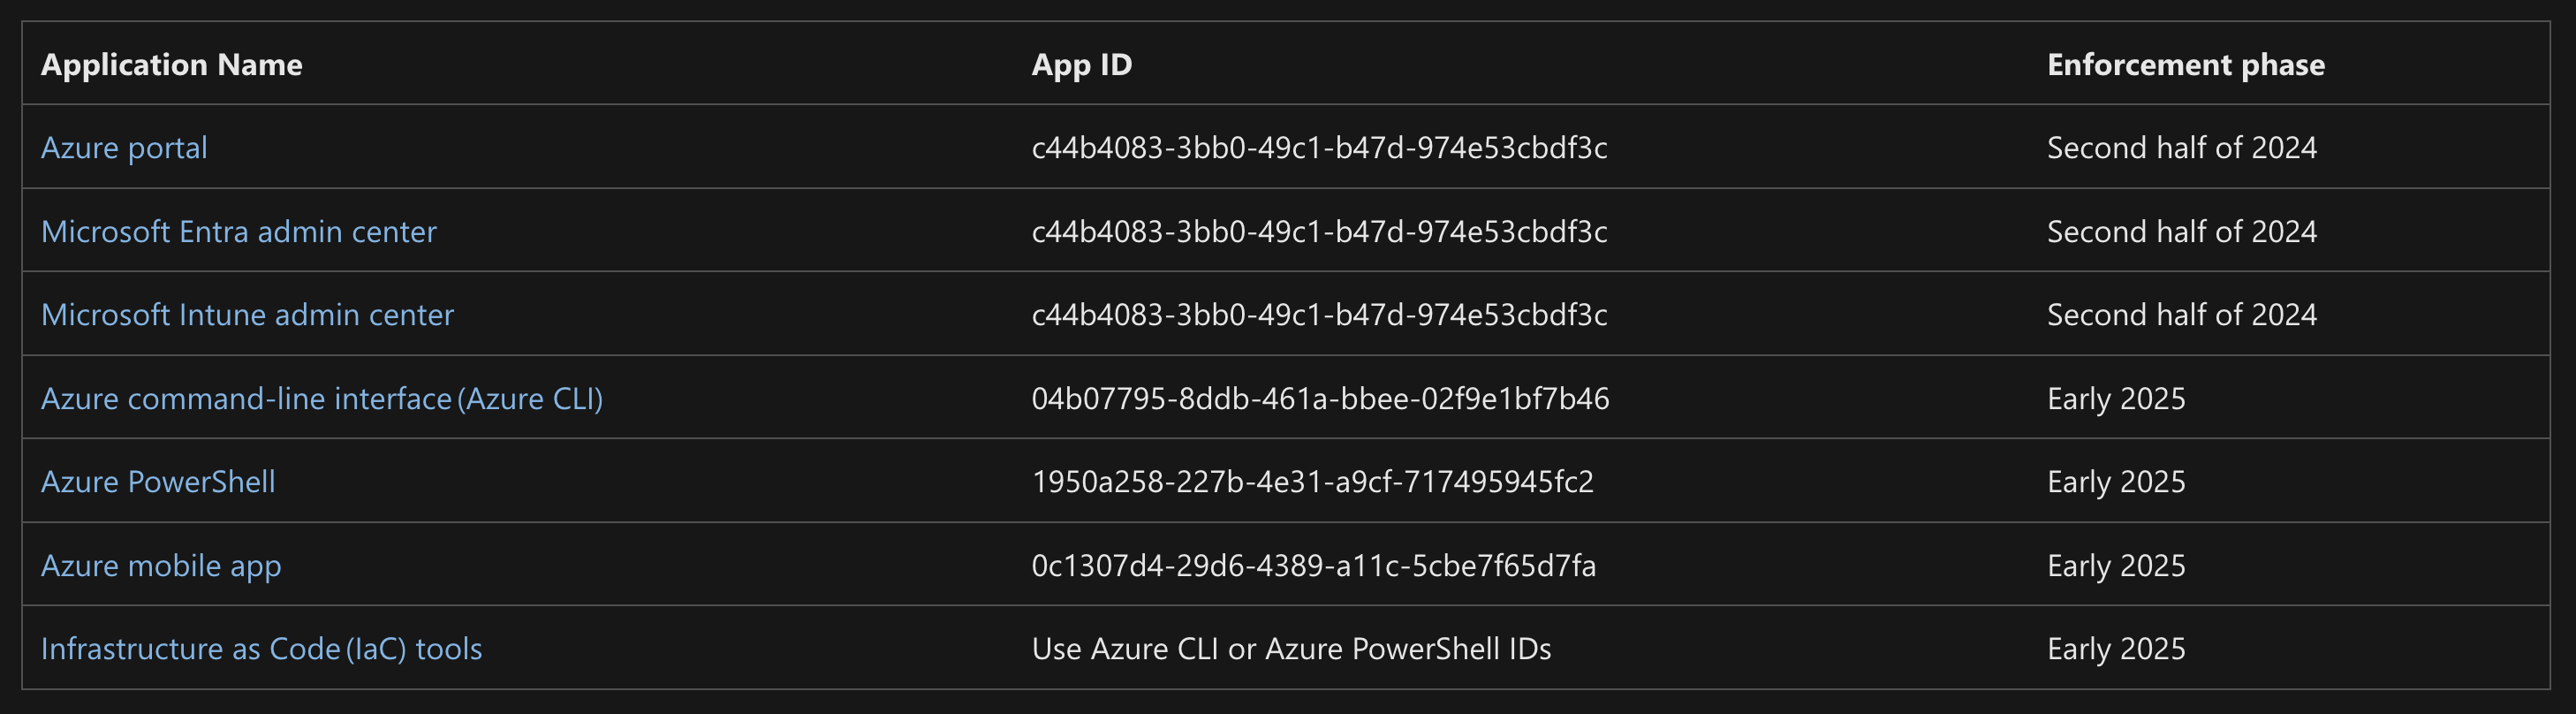 Application Name App ID Enforcement phase
Azure portal c44b4083-3bb0-49c1-b47d-974e53cbdf3c Second half of 2024
Microsoft Entra admin center c44b4083-3bb0-49c1-b47d-974e53cbdf3c Second half of 2024
Microsoft Intune admin center c44b4083-3bb0-49c1-b47d-974e53cbdf3c Second half of 2024
Azure command-line interface (Azure CLI) 04b07795-8ddb-461a-bbee-02f9e1bf7b46 Early 2025
Azure PowerShell 1950a258-227b-4e31-a9cf-717495945fc2 Early 2025
Azure mobile app 0c1307d4-29d6-4389-a11c-5cbe7f65d7fa Early 2025
Infrastructure as Code (IaC) tools Use Azure CLI or Azure PowerShell IDs Early 2025